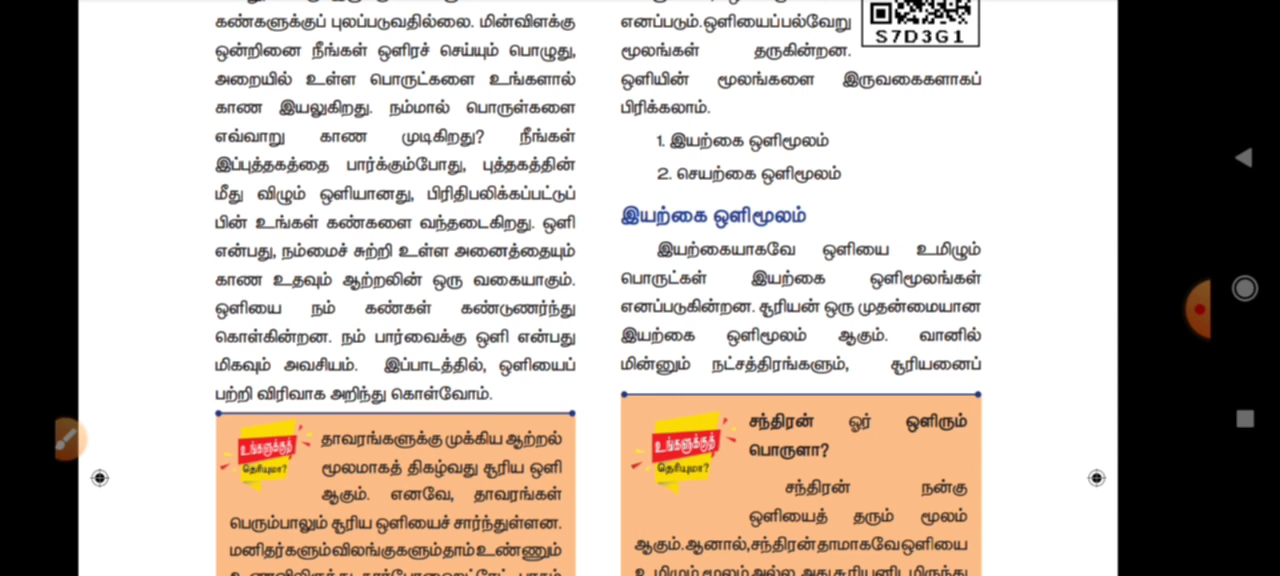 கண்களுக்குப் புலப்படுவதில்லை. மின்விளக்கு
ஒன்றினை நீங்கள் ஒளிரச் செய்யும் பொழுது,
அறையில் உள்ள பொருட்களை உங்களால்
காண இயலுகிறது. நம்மால் பொருள்களை
எவ்வாறு காண முடிகிறது? நீங்கள்
இப்புத்தகத்தை பார்க்கும்போது, புத்தகத்தின்
மீது விழும் ஒளியானது, பிரிதிபலிக்கப்பட்டுப்
பின் உங்கள் கண்களை வந்தடைகிறது. ஒளி
என்பது, நம்மைச் சுற்றி உள்ள அனைத்தையும்
காண உதவும் ஆற்றலின் ஒரு வகையாகும்.
ஒளியை நம் கண்கள் கண்டுணர்ந்து
கொள்கின்றன. நம் பார்வைக்கு ஒளி என்பது
மிகவும் அவசியம். இப்பாடத்தில், ஒளியைப்
பற்றி விரிவாக அறிந்து கொள்வோம்.
உங்களுக்குத்
தெரியுமா?
தாவரங்களுக்கு முக்கிய ஆற்றல்
மூலமாகத் திகழ்வது சூரிய ஒளி
ஆகும். எனவே, தாவரங்கள்
பெரும்பாலும் சூரிய ஒளியைச் சார்ந்துள்ளன.
மனிதர்களும் விலங்குகளும் தாம் உண்ணும்
எனப்படும். ஒளியைப் பல்வேறு
மூலங்கள் தருகின்றன.
ஒளியின் மூலங்களை இருவகைகளாகப்
பிரிக்கலாம்.
S7D3G1
1. இயற்கை ஒளிமூலம்
2. செயற்கை ஒளிமூலம்
இயற்கை ஒளிமூலம்
இயற்கையாகவே ஒளியை உமிழும்
பொருட்கள் இயற்கை ஒளிமூலங்கள்
எனப்படுகின்றன. சூரியன் ஒரு முதன்மையான
இயற்கை ஒளிமூலம் ஆகும். வானில்
மின்னும் நட்சத்திரங்களும், சூரியனைப்
உங்களுக்குத்
தெரியுமா?
சந்திரன் ஓர் ஒளிரும்
பொருளா?
சந்திரன் நன்கு
ஒளியைத் தரும் மூலம்
ஆகும். ஆனால், சந்திரன் தாமாகவே ஒளியை